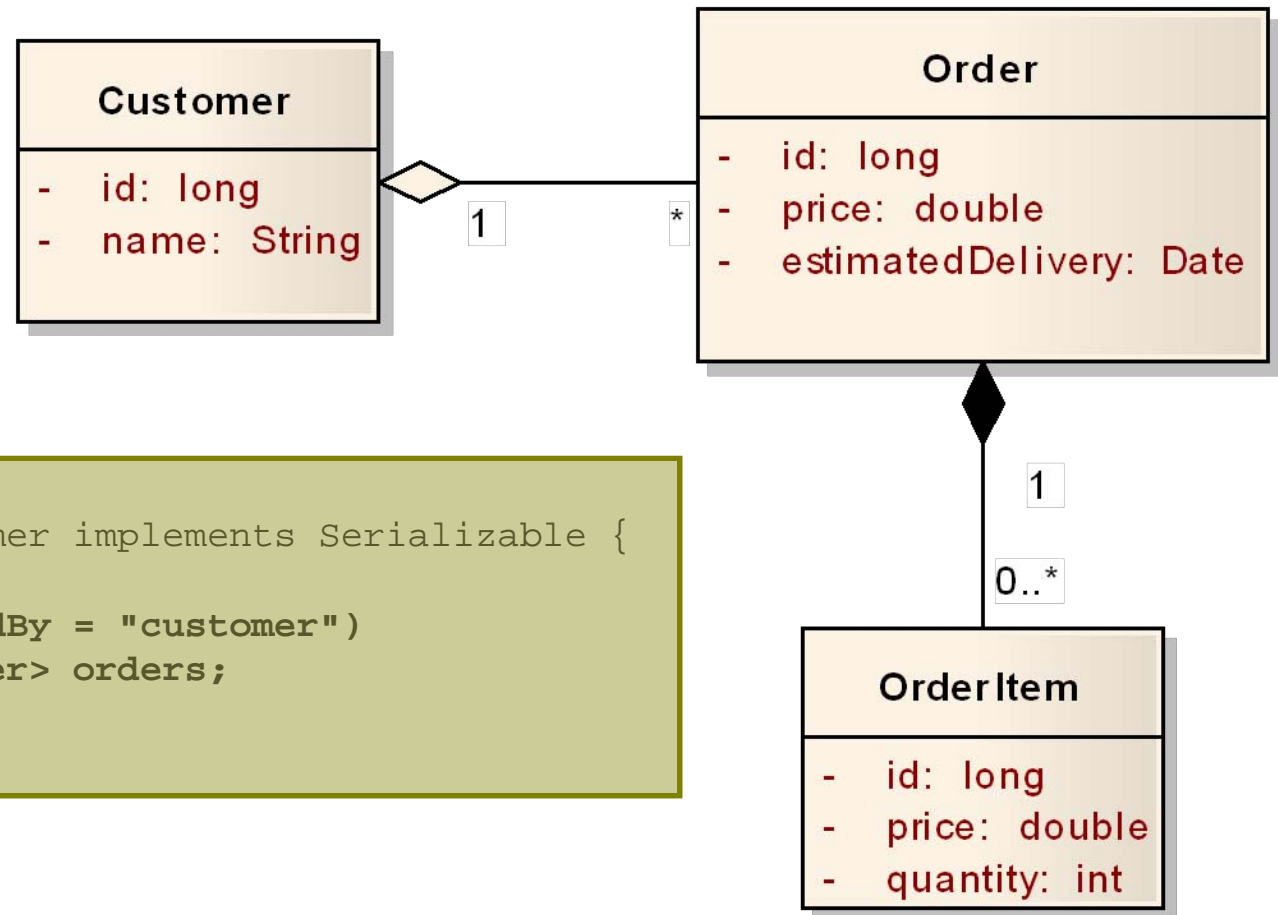 Customer
- id: long
- name: String
1
*
Order
- id: long
- price: double
- estimatedDelivery: Date
1
0..*
mer implements Serializable {
dBy = "customer")
er> orders;
OrderItem
- id: long
- price: double
- quantity: int